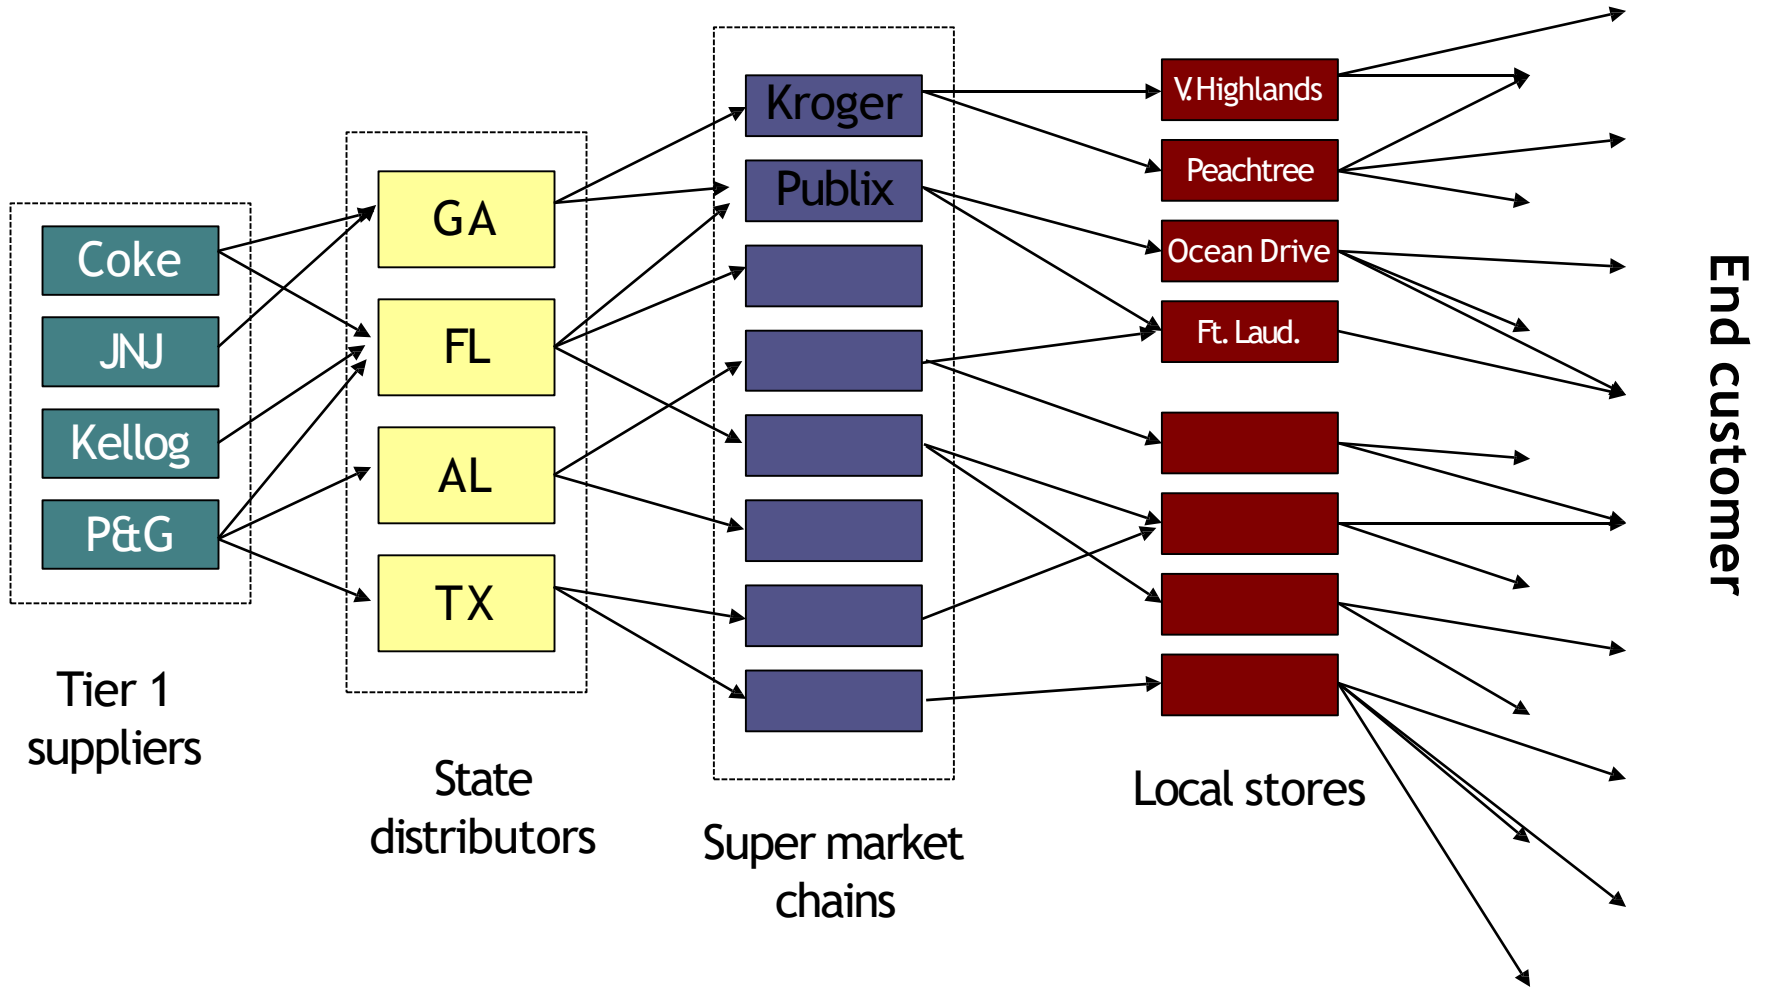 Coke
JNJ
Kellog
P&G
Tier 1
suppliers
GA
FL
AL
TX
State
distributors
Kroger
Publix
Super market
chains
V. Highlands
Peachtree
Ocean Drive
Ft. Laud.
Local stores
End customer